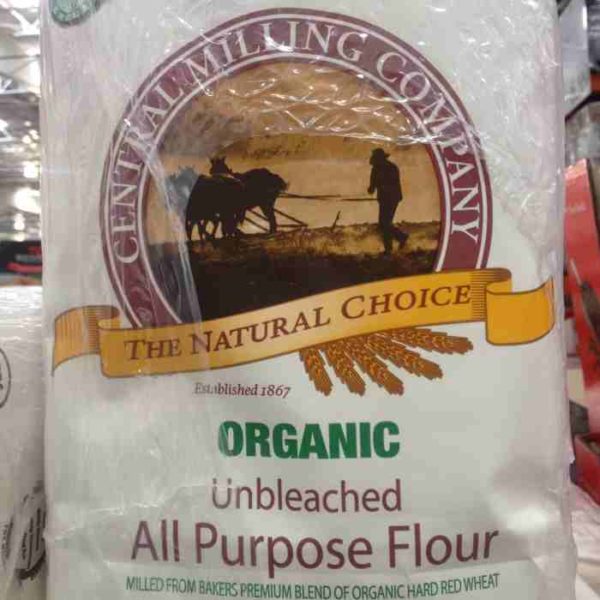 CENTRAL MILLING COMPANY
THE NATURAL CHOICE
Established 1867
ORGANIC
Unbleached
All Purpose Flour
MILLED FROM BAKERS PREMIUM BLEND OF ORGANIC HARD RED WHEAT